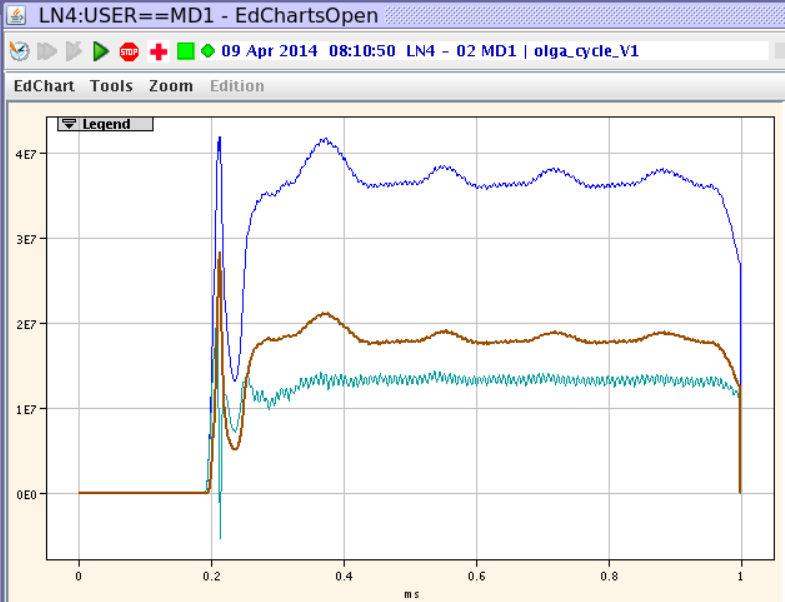 LN4:USER==MD1 - EdChartsOpen
STOP 09 Apr 2014 08:10:50 LN4 - 02 MD1 | olga_cycle_V1
EdChart Tools Zoom Edition
Legend
4E7
3E7
2E7
1E7
0E0
0 0.2 0.4 0.6 0.8 1
ms